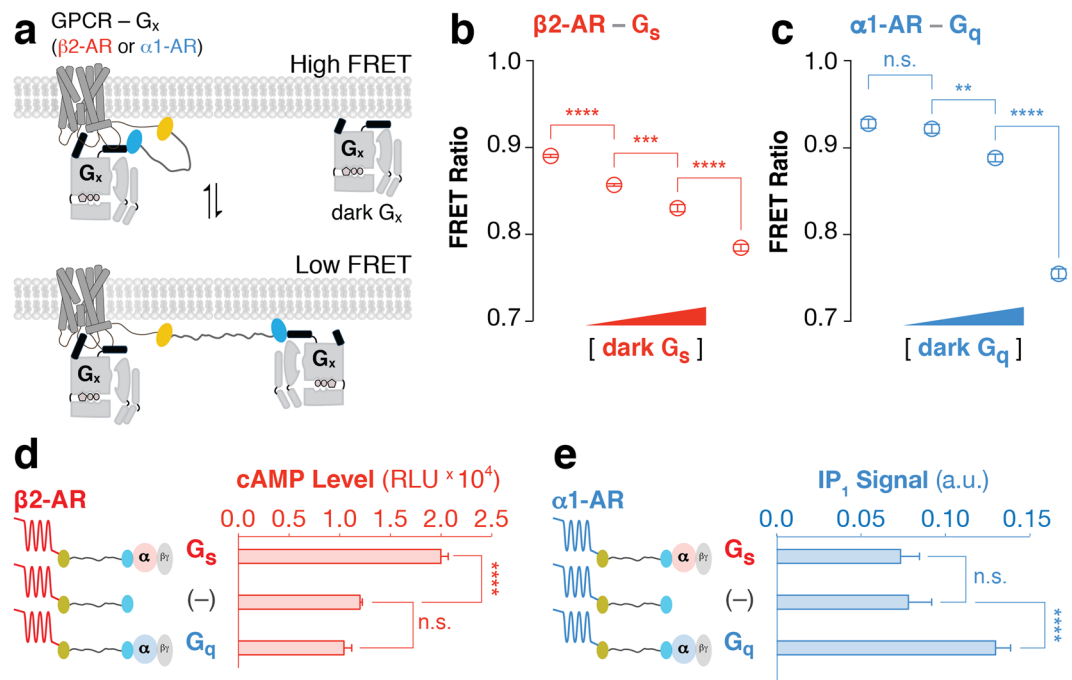 a
GPCR – Gx
(β2-AR or α1-AR)
High FRET
Gx
Gx
dark Gx
Low FRET
Gx
Gx
b
β2-AR – Gs
FRET Ratio
1.0
0.9
0.8
0.7
****
***
****
[ dark Gs ]
c
α1-AR – Gq
FRET Ratio
1.0
0.9
0.8
0.7
n.s.
**
****
[ dark Gq ]
d
β2-AR
cAMP Level (RLU x 10^4)
0.0 0.5 1.0 1.5 2.0 2.5
α βγ Gs
(–)
α βγ Gq
****
n.s.
e
α1-AR
IP1 Signal (a.u.)
0.0 0.05 0.10 0.15
α βγ Gs
(–)
α βγ Gq
n.s.
****